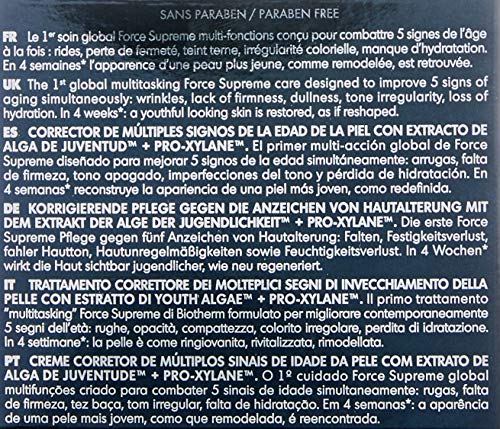 SANS PARABEN / PARABEN FREE
FR Le 1er soin global Force Supreme multi-fonctions conçu pour combattre 5 signes de l'âge
à la fois : rides, perte de fermeté, teint terne, irrégularité colorielle, manque d'hydratation.
En 4 semaines* l'apparence d'une peau plus jeune, comme remodelée, est retrouvée.
UK The 1st global multitasking Force Supreme care designed to improve 5 signs of
aging simultaneously: wrinkles, lack of firmness, dullness, tone irregularity, loss of
hydration. In 4 weeks*: a youthful looking skin is restored, as if reshaped.
ES CORRECTOR DE MÚLTIPLES SIGNOS DE LA EDAD DE LA PIEL CON EXTRACTO DE
ALGA DE JUVENTUD™ + PRO-XYLANE™. El primer multi-acción global de Force
Supreme diseñado para mejorar 5 signos de la edad simultáneamente: arrugas, falta
de firmeza, tono apagado, imperfecciones del tono y pérdida de hidratación. En
4 semanas* reconstruye la apariencia de una piel más joven, como redefinida.
DE KORRIGIERENDE PFLEGE GEGEN DIE ANZEICHEN VON HAUTALTERUNG MIT
DEM EXTRAKT DER ALGE DER JUGENDLICHKEIT™ + PRO-XYLANE™. Die erste Force
Supreme Pflege gegen fünf Anzeichen von Hautalterung: Falten, Festigkeitsverlust,
fahler Hautton, Hautunregelmäßigkeiten sowie Feuchtigkeitsverlust. In 4 Wochen*
wirkt die Haut sichtbar jugendlicher, wie neu regeneriert.
IT TRATTAMENTO CORRETTORE DEI MOLTEPLICI SEGNI DI INVECCHIAMENTO DELLA
PELLE CON ESTRATTO DI YOUTH ALGAE™ + PRO-XYLANE™. Il primo trattamento
"multitasking" Force Supreme di Biotherm formulato per migliorare contemporaneamente
5 segni dell'età: rughe, opacità, compattezza, colorito irregolare, perdita di idratazione.
In 4 settimane*: la pelle è come ringiovanita, rivitalizzata, rimodellata.
PT CREME CORRETOR DE MÚLTIPLOS SINAIS DE IDADE DA PELE COM EXTRATO DE
ALGA DE JUVENTUDE™ + PRO-XYLANE™. O 1º cuidado Force Supreme global
multifunções criado para combater 5 sinais de idade simultaneamente: rugas, falta
de firmeza, tez baça, tom irregular, falta de hidratação. Em 4 semanas*: a aparência
de uma pele mais jovem, como que remodelada, é reencontrada.